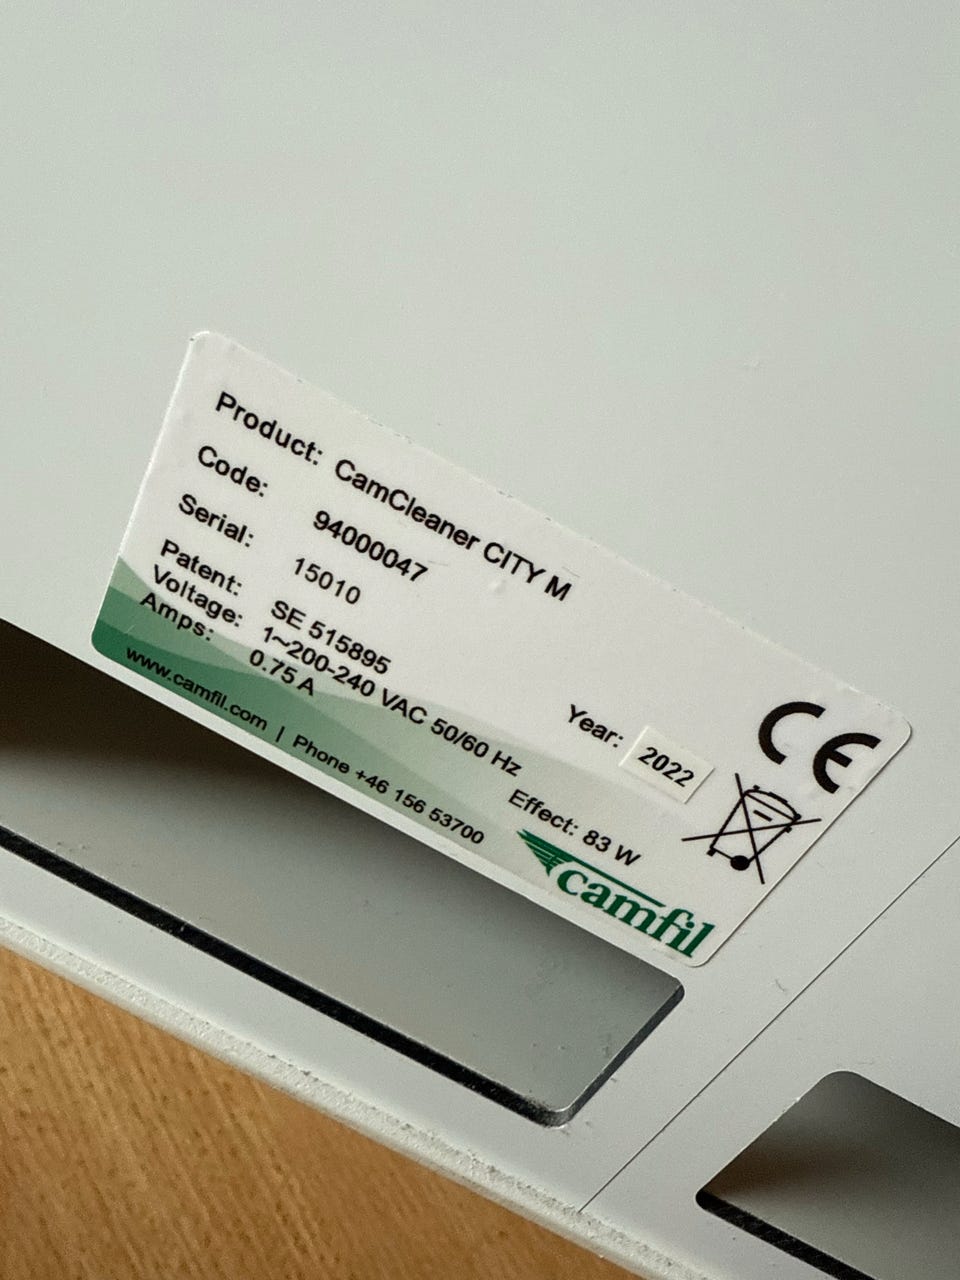 Product: CamCleaner CITY M
Code: 94000047
Serial: 15010
Patent: SE 515895
Voltage: 1~200-240 VAC 50/60 Hz
Amps: 0.75 A
Year: 2022
Effect: 83 W
CE
www.camfil.com | Phone +46 156 53700
camfil